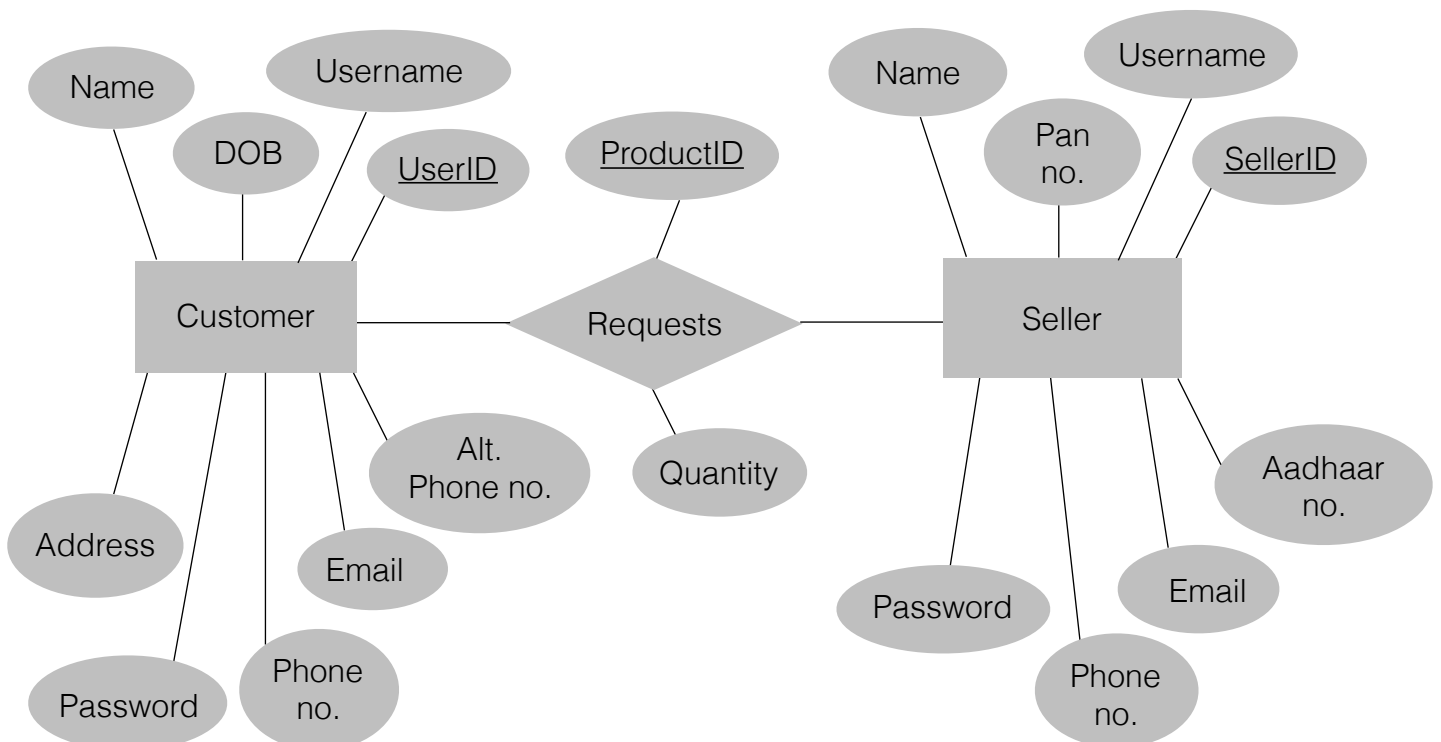 Name
Username
DOB
UserID
ProductID
Name
Username
Pan
no.
SellerID
Customer
Requests
Seller
Alt.
Phone no.
Quantity
Address
Email
Password
Phone
no.
Aadhaar
no.
Email
Password
Phone
no.